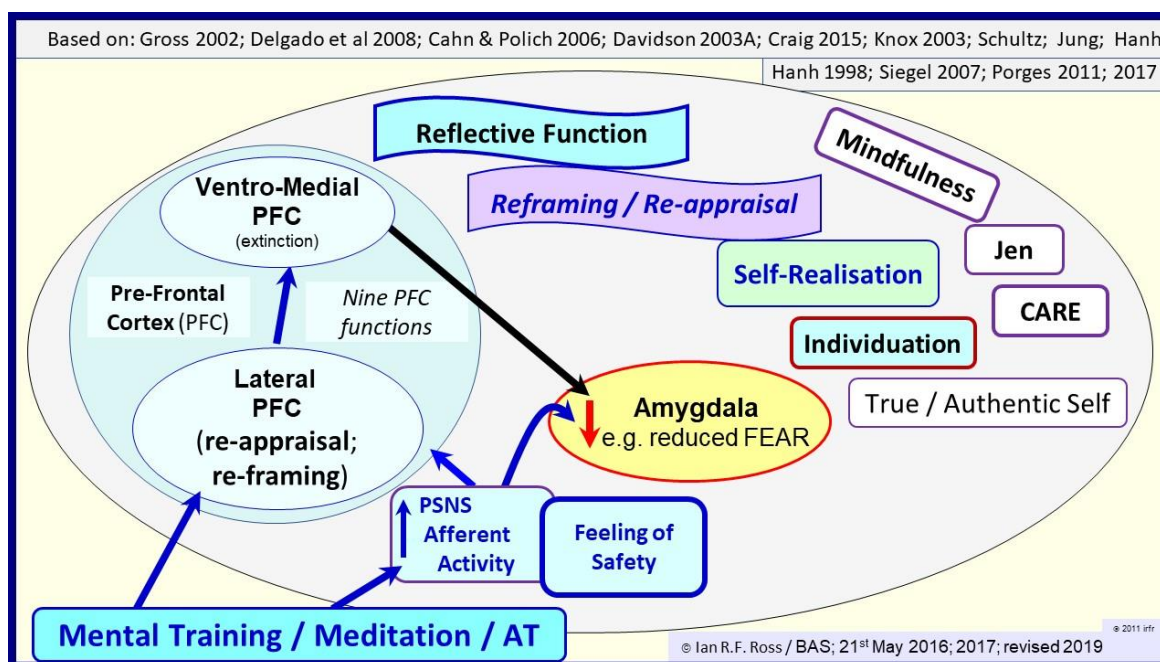 Based on: Gross 2002; Delgado et al 2008; Cahn & Polich 2006; Davidson 2003A; Craig 2015; Knox 2003; Schultz; Jung; Hanh
Hanh 1998; Siegel 2007; Porges 2011; 2017
Reflective Function
Mindfulness
Ventro-Medial
PFC
(extinction)
Reframing / Re-appraisal
Jen
Self-Realisation
Pre-Frontal
Cortex (PFC)
Nine PFC
functions
CARE
Individuation
Lateral
PFC
(re-appraisal;
re-framing)
Amygdala
e.g. reduced FEAR
True / Authentic Self
PSNS
Afferent
Activity
Feeling of
Safety
Mental Training / Meditation / AT
© Ian R.F. Ross / BAS; 21st May 2016; 2017; revised 2019
© 2011 irfr